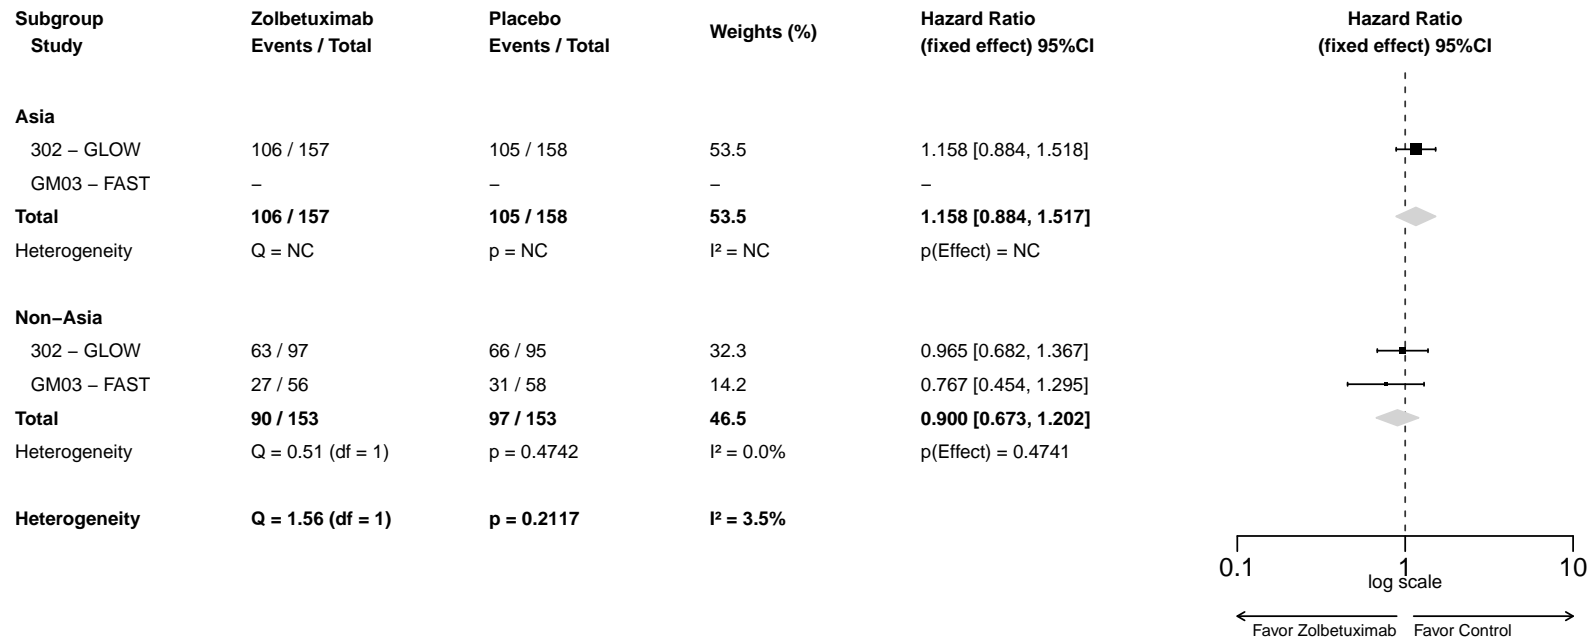 Subgroup Zolbetuximab Placebo Weights (%) Hazard Ratio Hazard Ratio
Study Events / Total Events / Total (fixed effect) 95%CI (fixed effect) 95%CI
Asia
302 − GLOW 106 / 157 105 / 158 53.5 1.158 [0.884, 1.518]
GM03 − FAST − − − −
Total 106 / 157 105 / 158 53.5 1.158 [0.884, 1.517]
Heterogeneity Q = NC p = NC I² = NC p(Effect) = NC
Non−Asia
302 − GLOW 63 / 97 66 / 95 32.3 0.965 [0.682, 1.367]
GM03 − FAST 27 / 56 31 / 58 14.2 0.767 [0.454, 1.295]
Total 90 / 153 97 / 153 46.5 0.900 [0.673, 1.202]
Heterogeneity Q = 0.51 (df = 1) p = 0.4742 I² = 0.0% p(Effect) = 0.4741
Heterogeneity Q = 1.56 (df = 1) p = 0.2117 I² = 3.5%
0.1 1 10
log scale
Favor Zolbetuximab Favor Control